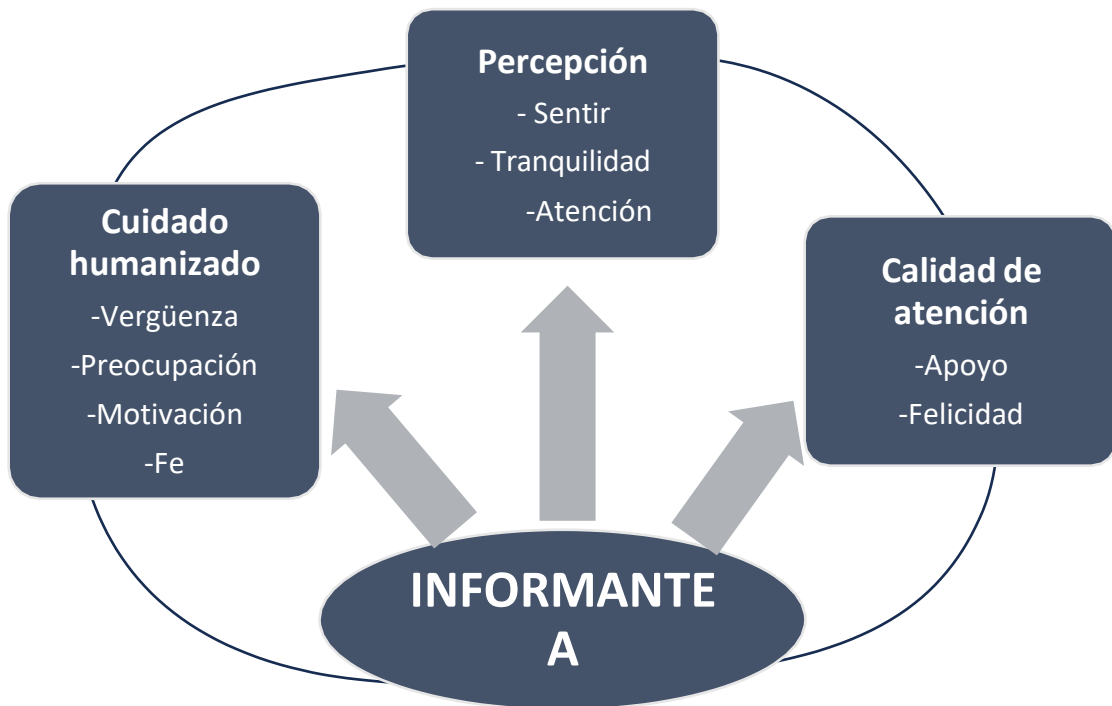 Percepción
- Sentir
- Tranquilidad
-Atención
Cuidado
humanizado
-Vergüenza
-Preocupación
-Motivación
-Fe
Calidad de
atención
-Apoyo
-Felicidad
INFORMANTE
A